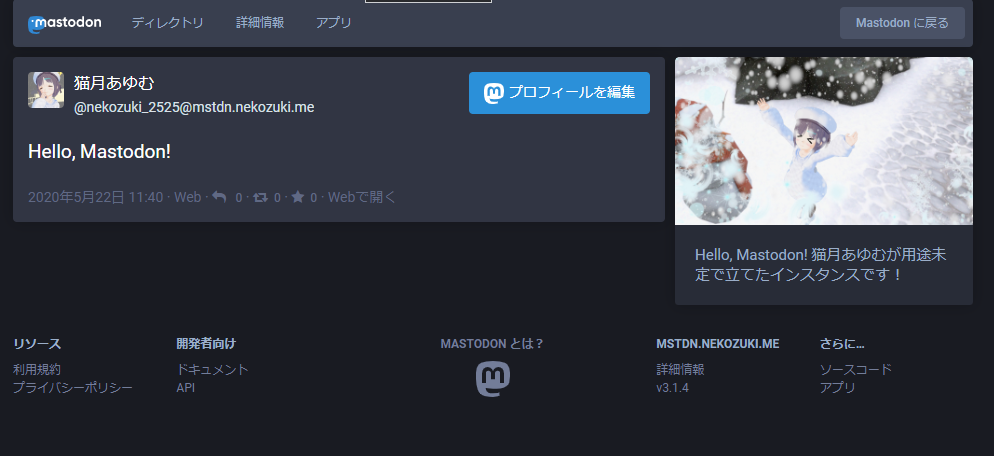 mastodon ディレクトリ 詳細情報 アプリ Mastodon に戻る
猫月あゆむ
@nekozuki_2525@mstdn.nekozuki.me
プロフィールを編集
Hello, Mastodon!
2020年5月22日 11:40 · Web · 0 · 0 · 0 · Webで開く
Hello, Mastodon! 猫月あゆむが用途未
定で立てたインスタンスです！
リソース
利用規約
プライバシーポリシー
開発者向け
ドキュメント
API
MASTODON とは？
MSTDN.NEKOZUKI.ME
詳細情報
v3.1.4
さらに…
ソースコード
アプリ